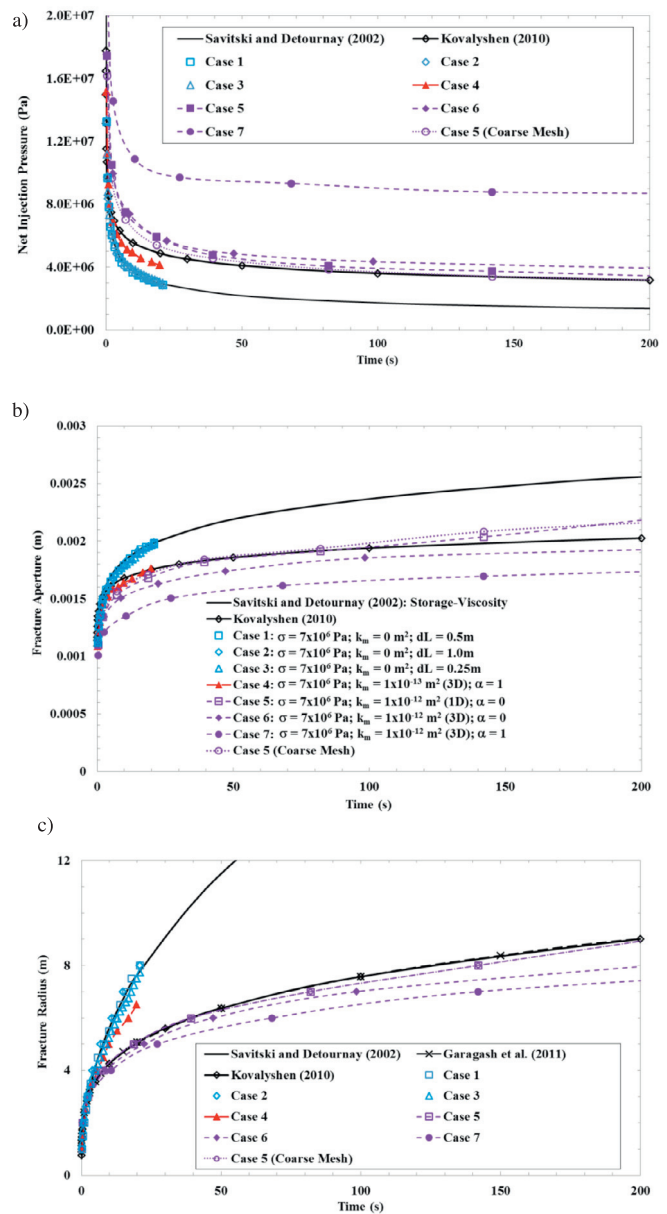 a)
2.0E+07
1.6E+07
1.2E+07
8.0E+06
4.0E+06
0.0E+00
Net Injection Pressure (Pa)
Savitski and Detournay (2002)
Kovalyshen (2010)
Case 1
Case 2
Case 3
Case 4
Case 5
Case 6
Case 7
Case 5 (Coarse Mesh)
0 50 100 150 200
Time (s)
b)
0.003
0.0025
0.002
0.0015
0.001
0.0005
0
Fracture Aperture (m)
Savitski and Detournay (2002): Storage-Viscosity
Kovalyshen (2010)
Case 1: σ = 7x10⁶ Pa; kₘ = 0 m²; dL = 0.5m
Case 2: σ = 7x10⁶ Pa; kₘ = 0 m²; dL = 1.0m
Case 3: σ = 7x10⁶ Pa; kₘ = 0 m²; dL = 0.25m
Case 4: σ = 7x10⁶ Pa; kₘ = 1x10⁻¹³ m² (3D); α = 1
Case 5: σ = 7x10⁶ Pa; kₘ = 1x10⁻¹² m² (1D); α = 0
Case 6: σ = 7x10⁶ Pa; kₘ = 1x10⁻¹² m² (3D); α = 0
Case 7: σ = 7x10⁶ Pa; kₘ = 1x10⁻¹² m² (3D); α = 1
Case 5 (Coarse Mesh)
0 50 100 150 200
Time (s)
c)
12
8
4
0
Fracture Radius (m)
Savitski and Detournay (2002)
Garagash et al. (2011)
Kovalyshen (2010)
Case 1
Case 2
Case 3
Case 4
Case 5
Case 6
Case 7
Case 5 (Coarse Mesh)
0 50 100 150 200
Time (s)